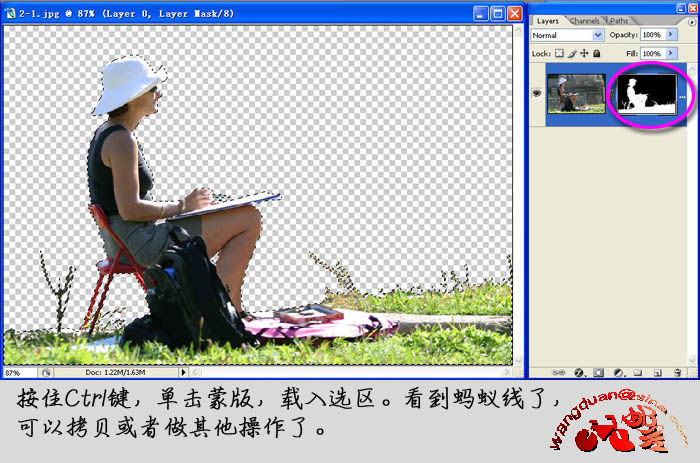 2-1.jpg @ 87% (Layer 0, Layer Mask/8)
Layers Channels Paths
Normal Opacity: 100%
Lock: Fill: 100%
87% Doc: 1.22M/1.63M
按住Ctrl键，单击蒙版，载入选区。看到蚂蚁线了，
可以拷贝或者做其他操作了。
wangduan@sina.com